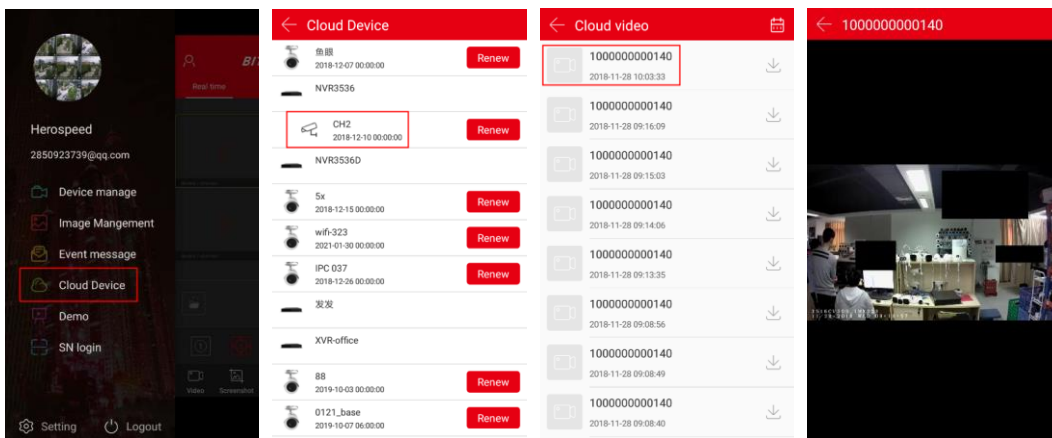 Herospeed
2850923739@qq.com
Device manage
Image Mangement
Event message
Cloud Device
Demo
SN login
Setting
Logout
BIT
Real time
Video
Screenshot
Cloud Device
鱼眼
2018-12-07 00:00:00
Renew
NVR3536
CH2
2018-12-10 00:00:00
Renew
NVR3536D
5x
2018-12-15 00:00:00
Renew
wifi-323
2021-01-30 00:00:00
Renew
IPC 037
2018-12-26 00:00:00
Renew
发发
XVR-office
88
2019-10-03 00:00:00
Renew
0121_base
2019-10-07 06:00:00
Renew
Cloud video
1000000000140
2018-11-28 10:03:33
1000000000140
2018-11-28 09:16:09
1000000000140
2018-11-28 09:15:03
1000000000140
2018-11-28 09:14:06
1000000000140
2018-11-28 09:13:35
1000000000140
2018-11-28 09:08:56
1000000000140
2018-11-28 09:08:49
1000000000140
2018-11-28 09:08:40
1000000000140